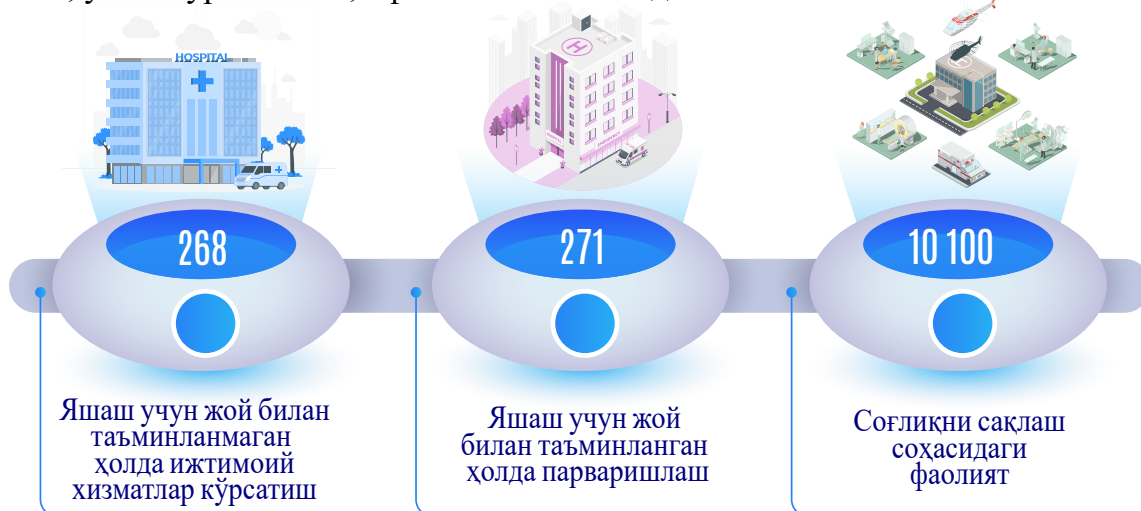 HOSPITAL
H
268
271
10 100
Яшаш учун жой билан
таъминланмаган
ҳолда ижтимоий
хизматлар кўрсатиш
Яшаш учун жой
билан таъминланган
ҳолда парваришлаш
Соғлиқни сақлаш
соҳасидаги
фаолият